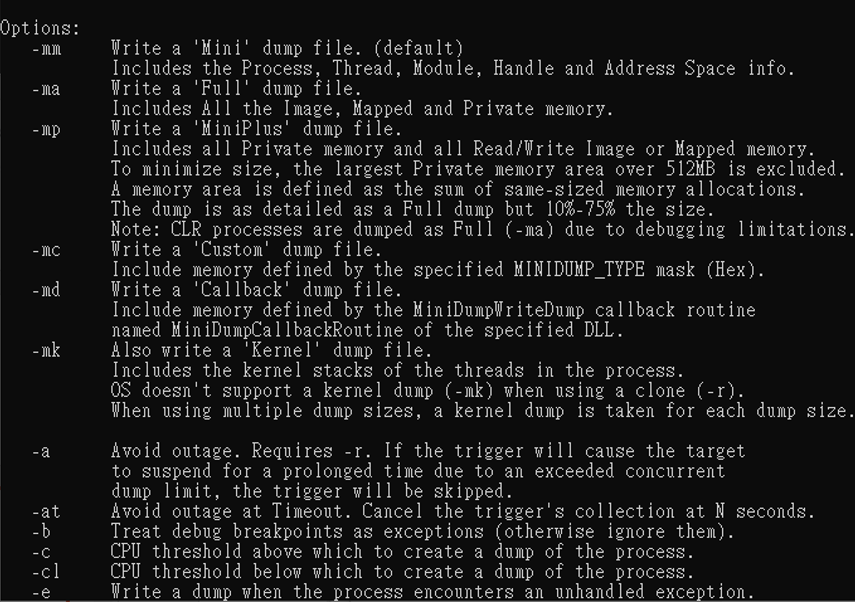 Options:
-mm Write a 'Mini' dump file. (default)
Includes the Process, Thread, Module, Handle and Address Space info.
-ma Write a 'Full' dump file.
Includes All the Image, Mapped and Private memory.
-mp Write a 'MiniPlus' dump file.
Includes all Private memory and all Read/Write Image or Mapped memory.
To minimize size, the largest Private memory area over 512MB is excluded.
A memory area is defined as the sum of same-sized memory allocations.
The dump is as detailed as a Full dump but 10%-75% the size.
Note: CLR processes are dumped as Full (-ma) due to debugging limitations.
-mc Write a 'Custom' dump file.
Include memory defined by the specified MINIDUMP_TYPE mask (Hex).
-md Write a 'Callback' dump file.
Include memory defined by the MiniDumpWriteDump callback routine
named MiniDumpCallbackRoutine of the specified DLL.
-mk Also write a 'Kernel' dump file.
Includes the kernel stacks of the threads in the process.
OS doesn't support a kernel dump (-mk) when using a clone (-r).
When using multiple dump sizes, a kernel dump is taken for each dump size.
-a Avoid outage. Requires -r. If the trigger will cause the target
to suspend for a prolonged time due to an exceeded concurrent
dump limit, the trigger will be skipped.
-at Avoid outage at Timeout. Cancel the trigger's collection at N seconds.
-b Treat debug breakpoints as exceptions (otherwise ignore them).
-c CPU threshold above which to create a dump of the process.
-cl CPU threshold below which to create a dump of the process.
-e Write a dump when the process encounters an unhandled exception.